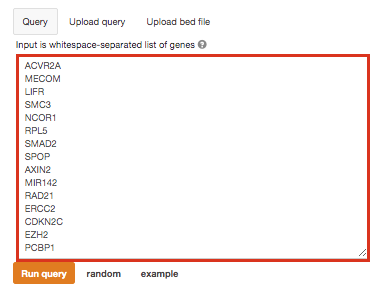 Query Upload query Upload bed file
Input is whitespace-separated list of genes ?
ACVR2A
MECOM
LIFR
SMC3
NCOR1
RPL5
SMAD2
SPOP
AXIN2
MIR142
RAD21
ERCC2
CDKN2C
EZH2
PCBP1
Run query random example